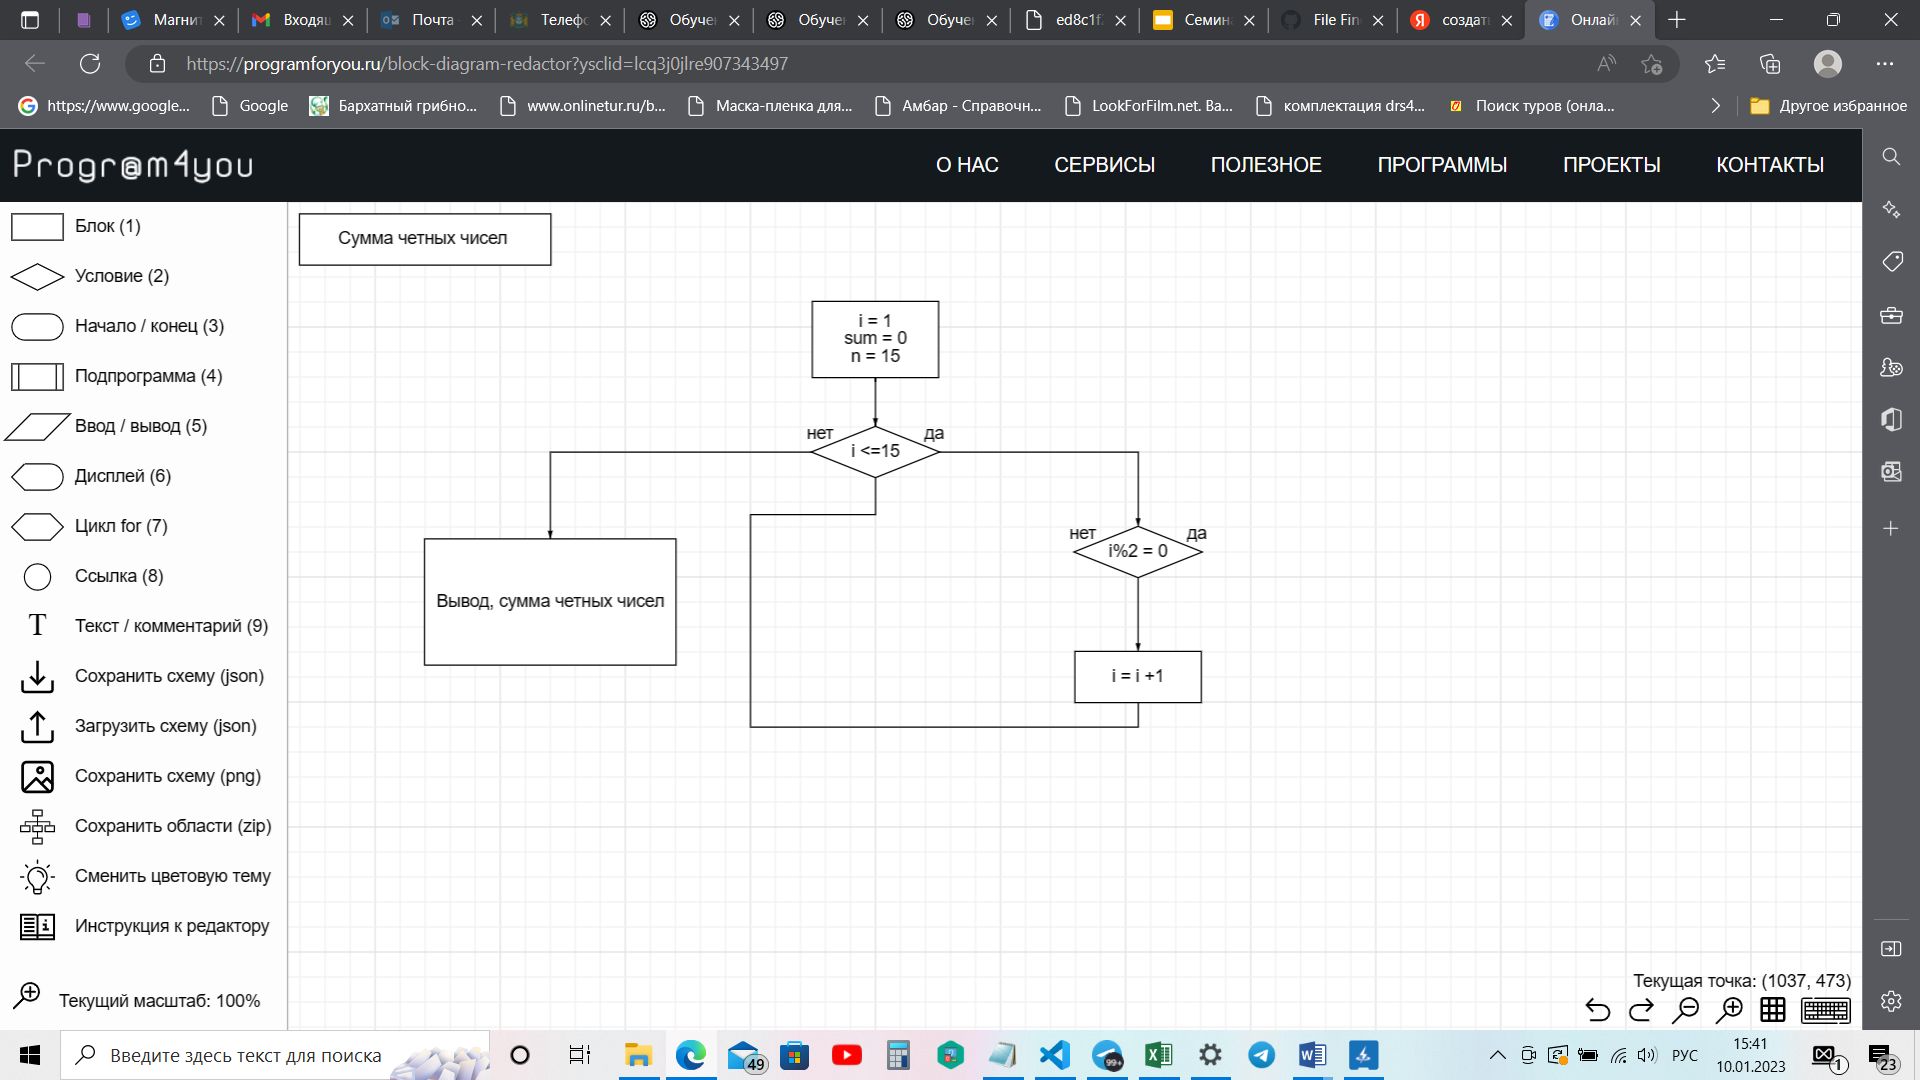 Магнит
Входящ
Почта
Телефо
Обучен
Обучен
Обучен
ed8c1f
Семин
File Fin
создать
Онлайн
https://programforyou.ru/block-diagram-redactor?ysclid=lcq3j0jlre907343497
https://www.google...
Google
Бархатный грибно...
www.onlinetur.ru/b...
Маска-пленка для...
Амбар - Справочн...
LookForFilm.net. Ва...
комплектация drs4...
Поиск туров (онла...
Другое избранное
Progr@m4you
О НАС
СЕРВИСЫ
ПОЛЕЗНОЕ
ПРОГРАММЫ
ПРОЕКТЫ
КОНТАКТЫ
Блок (1)
Условие (2)
Начало / конец (3)
Подпрограмма (4)
Ввод / вывод (5)
Дисплей (6)
Цикл for (7)
Ссылка (8)
T Текст / комментарий (9)
Сохранить схему (json)
Загрузить схему (json)
Сохранить схему (png)
Сохранить области (zip)
Сменить цветовую тему
Инструкция к редактору
Текущий масштаб: 100%
Сумма четных чисел
i = 1
sum = 0
n = 15
нет
да
i <=15
нет
да
i%2 = 0
Вывод, сумма четных чисел
i = i +1
Текущая точка: (1037, 473)
Введите здесь текст для поиска
49
99+
РУС
15:41
10.01.2023
1
23